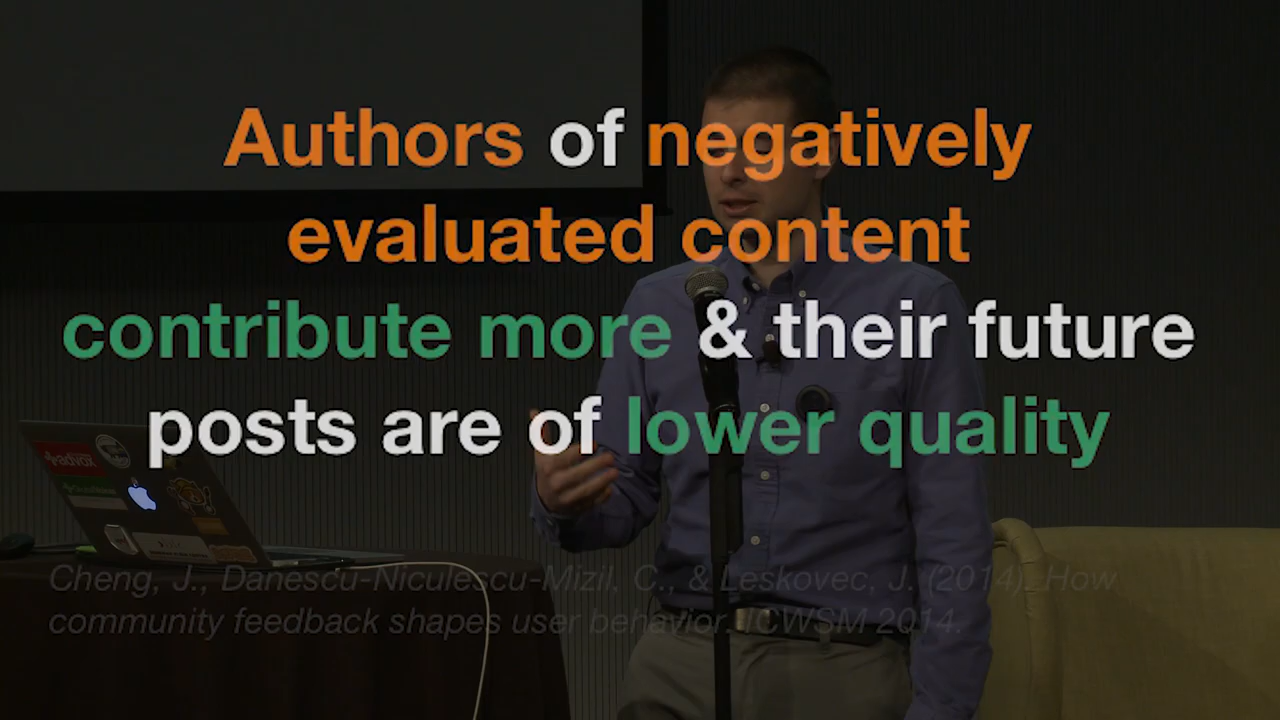 Authors of negatively
evaluated content
contribute more & their future
posts are of lower quality
advox
Cheng, J., Danescu-Niculescu-Mizil, C., & Leskovec, J. (2014). How
community feedback shapes user behavior. ICWSM 2014.